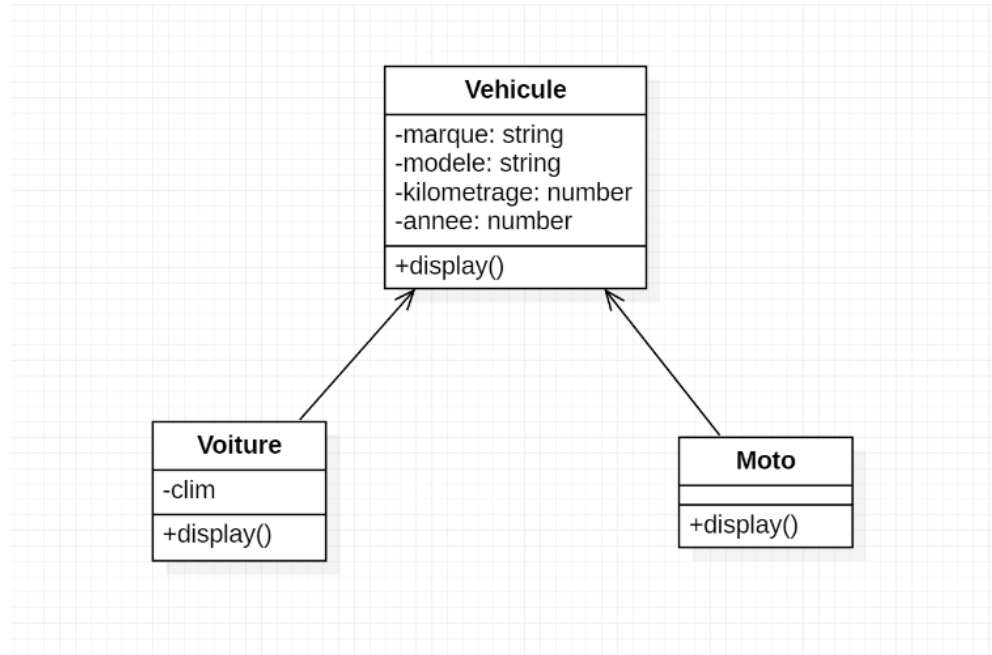 Vehicule
-marque: string
-modele: string
-kilometrage: number
-annee: number
+display()
Voiture
-clim
+display()
Moto
+display()